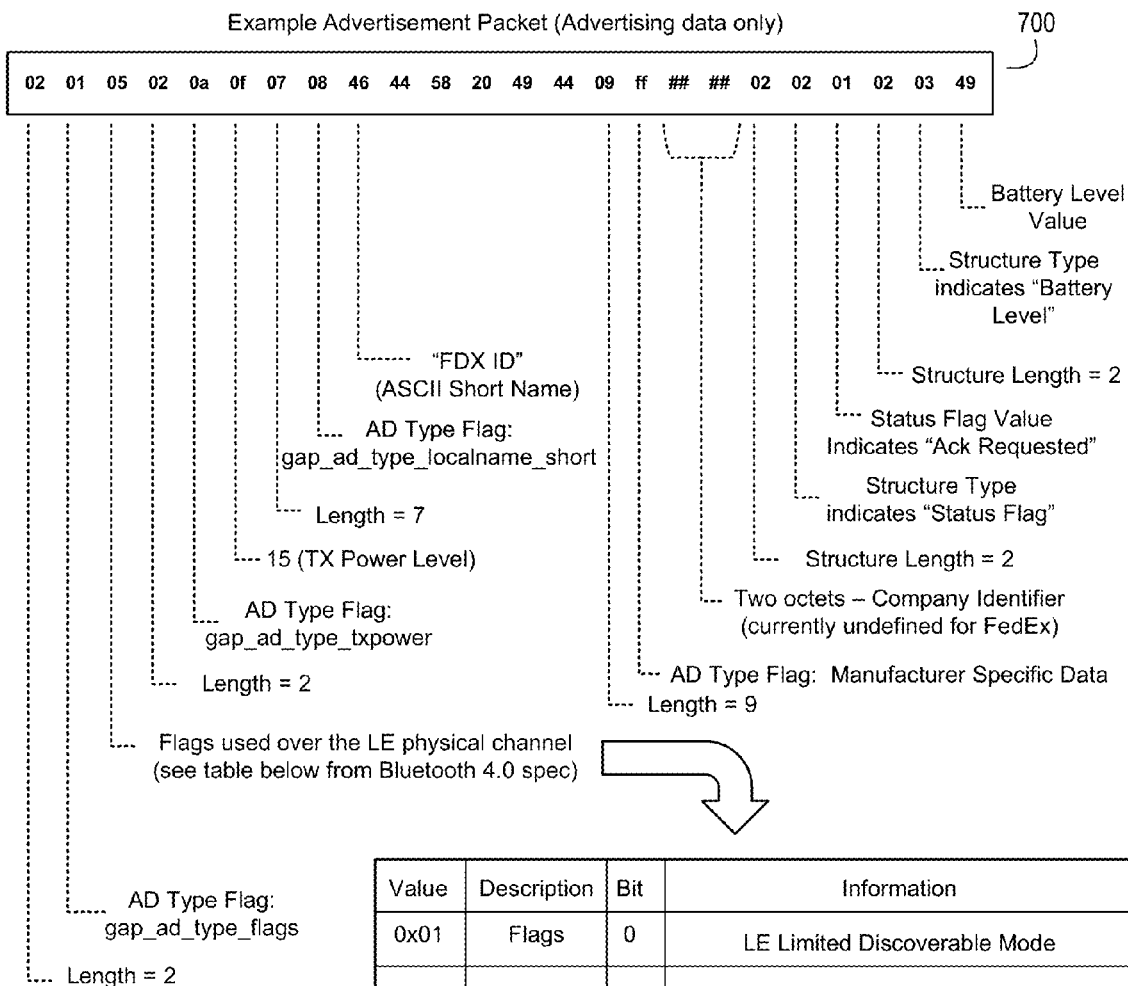 Example Advertisement Packet (Advertising data only)
700
02 01 05 02 0a 0f 07 08 46 44 58 20 49 44 09 ff ## ## 02 02 01 02 03 49
Battery Level
Value
Structure Type
indicates “Battery
Level”
“FDX ID”
(ASCII Short Name)
Structure Length = 2
AD Type Flag:
gap_ad_type_localname_short
Status Flag Value
Indicates “Ack Requested”
Length = 7
Structure Type
indicates “Status Flag”
15 (TX Power Level)
Structure Length = 2
AD Type Flag:
gap_ad_type_txpower
Two octets – Company Identifier
(currently undefined for FedEx)
Length = 2
AD Type Flag: Manufacturer Specific Data
Length = 9
Flags used over the LE physical channel
(see table below from Bluetooth 4.0 spec)
AD Type Flag:
gap_ad_type_flags
Length = 2
Value Description Bit Information
0x01 Flags 0 LE Limited Discoverable Mode